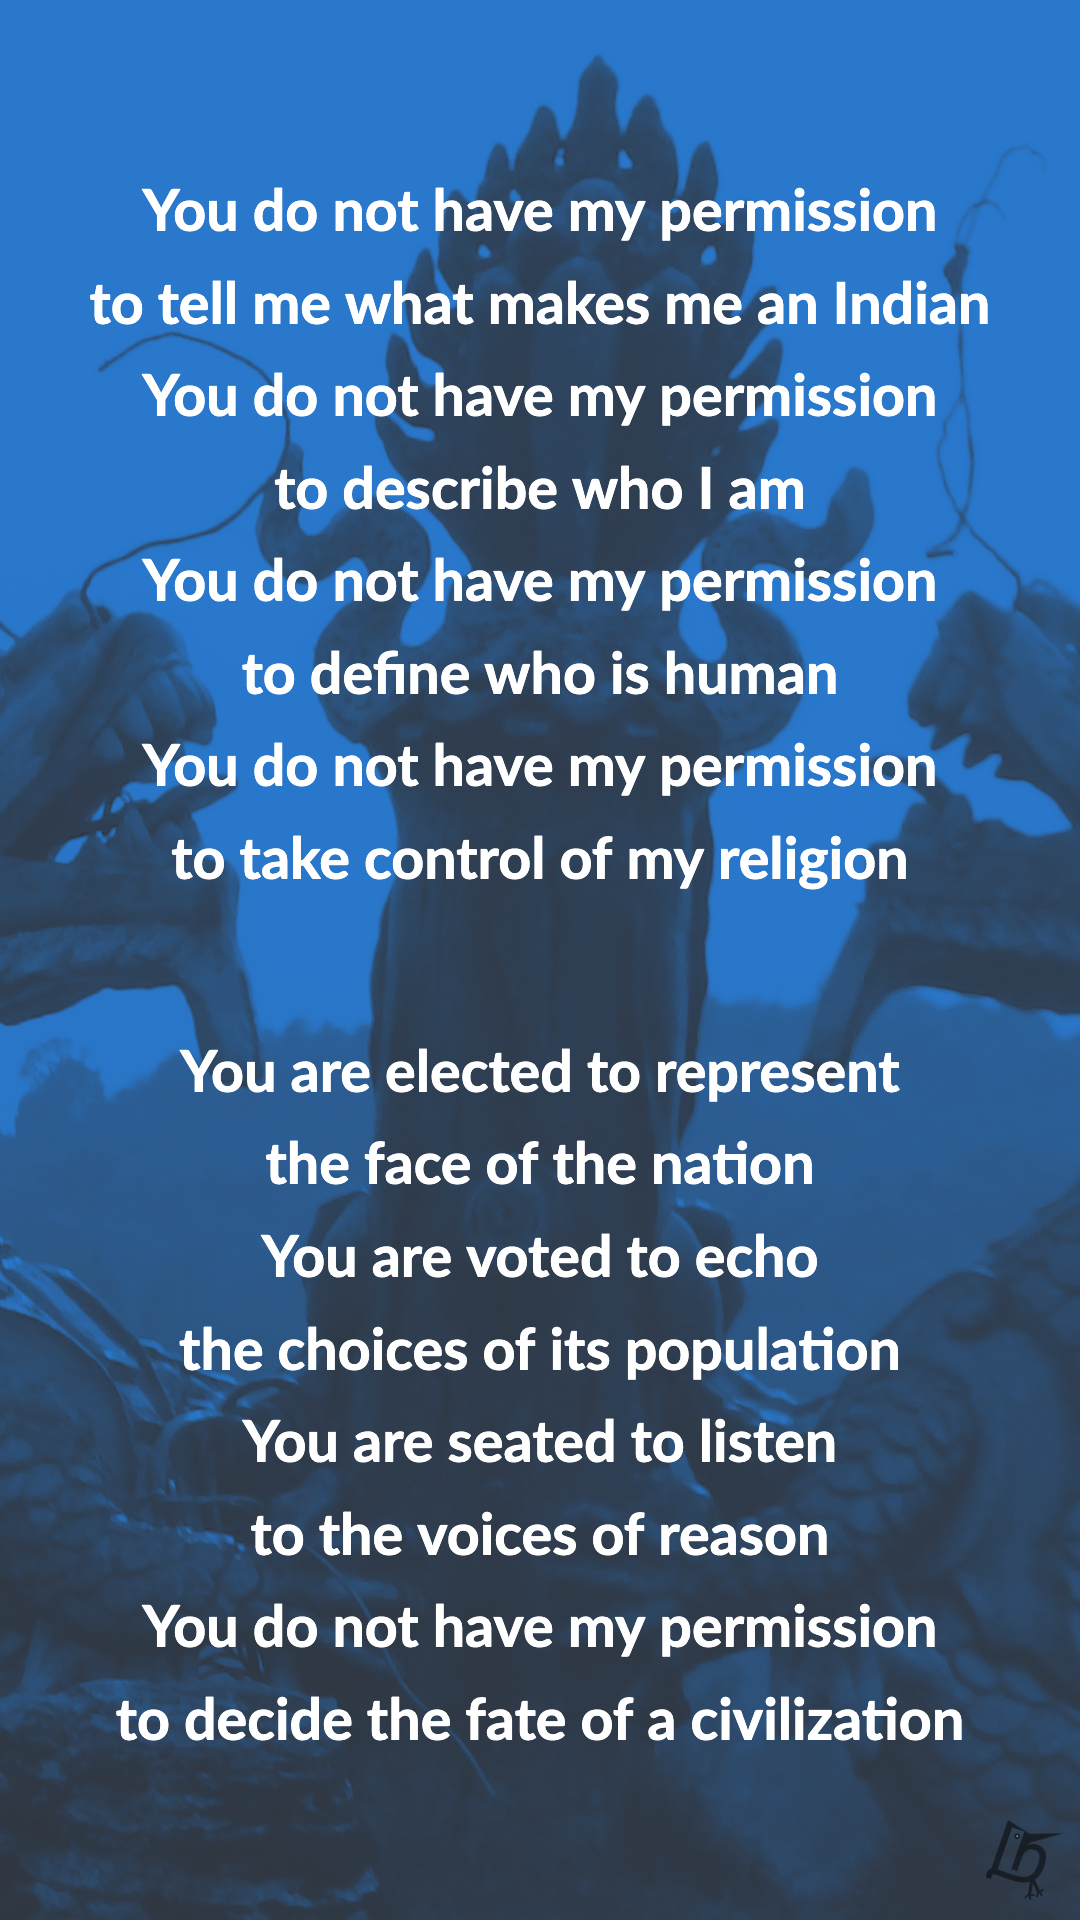 You do not have my permission
to tell me what makes me an Indian
You do not have my permission
to describe who I am
You do not have my permission
to define who is human
You do not have my permission
to take control of my religion
You are elected to represent
the face of the nation
You are voted to echo
the choices of its population
You are seated to listen
to the voices of reason
You do not have my permission
to decide the fate of a civilization